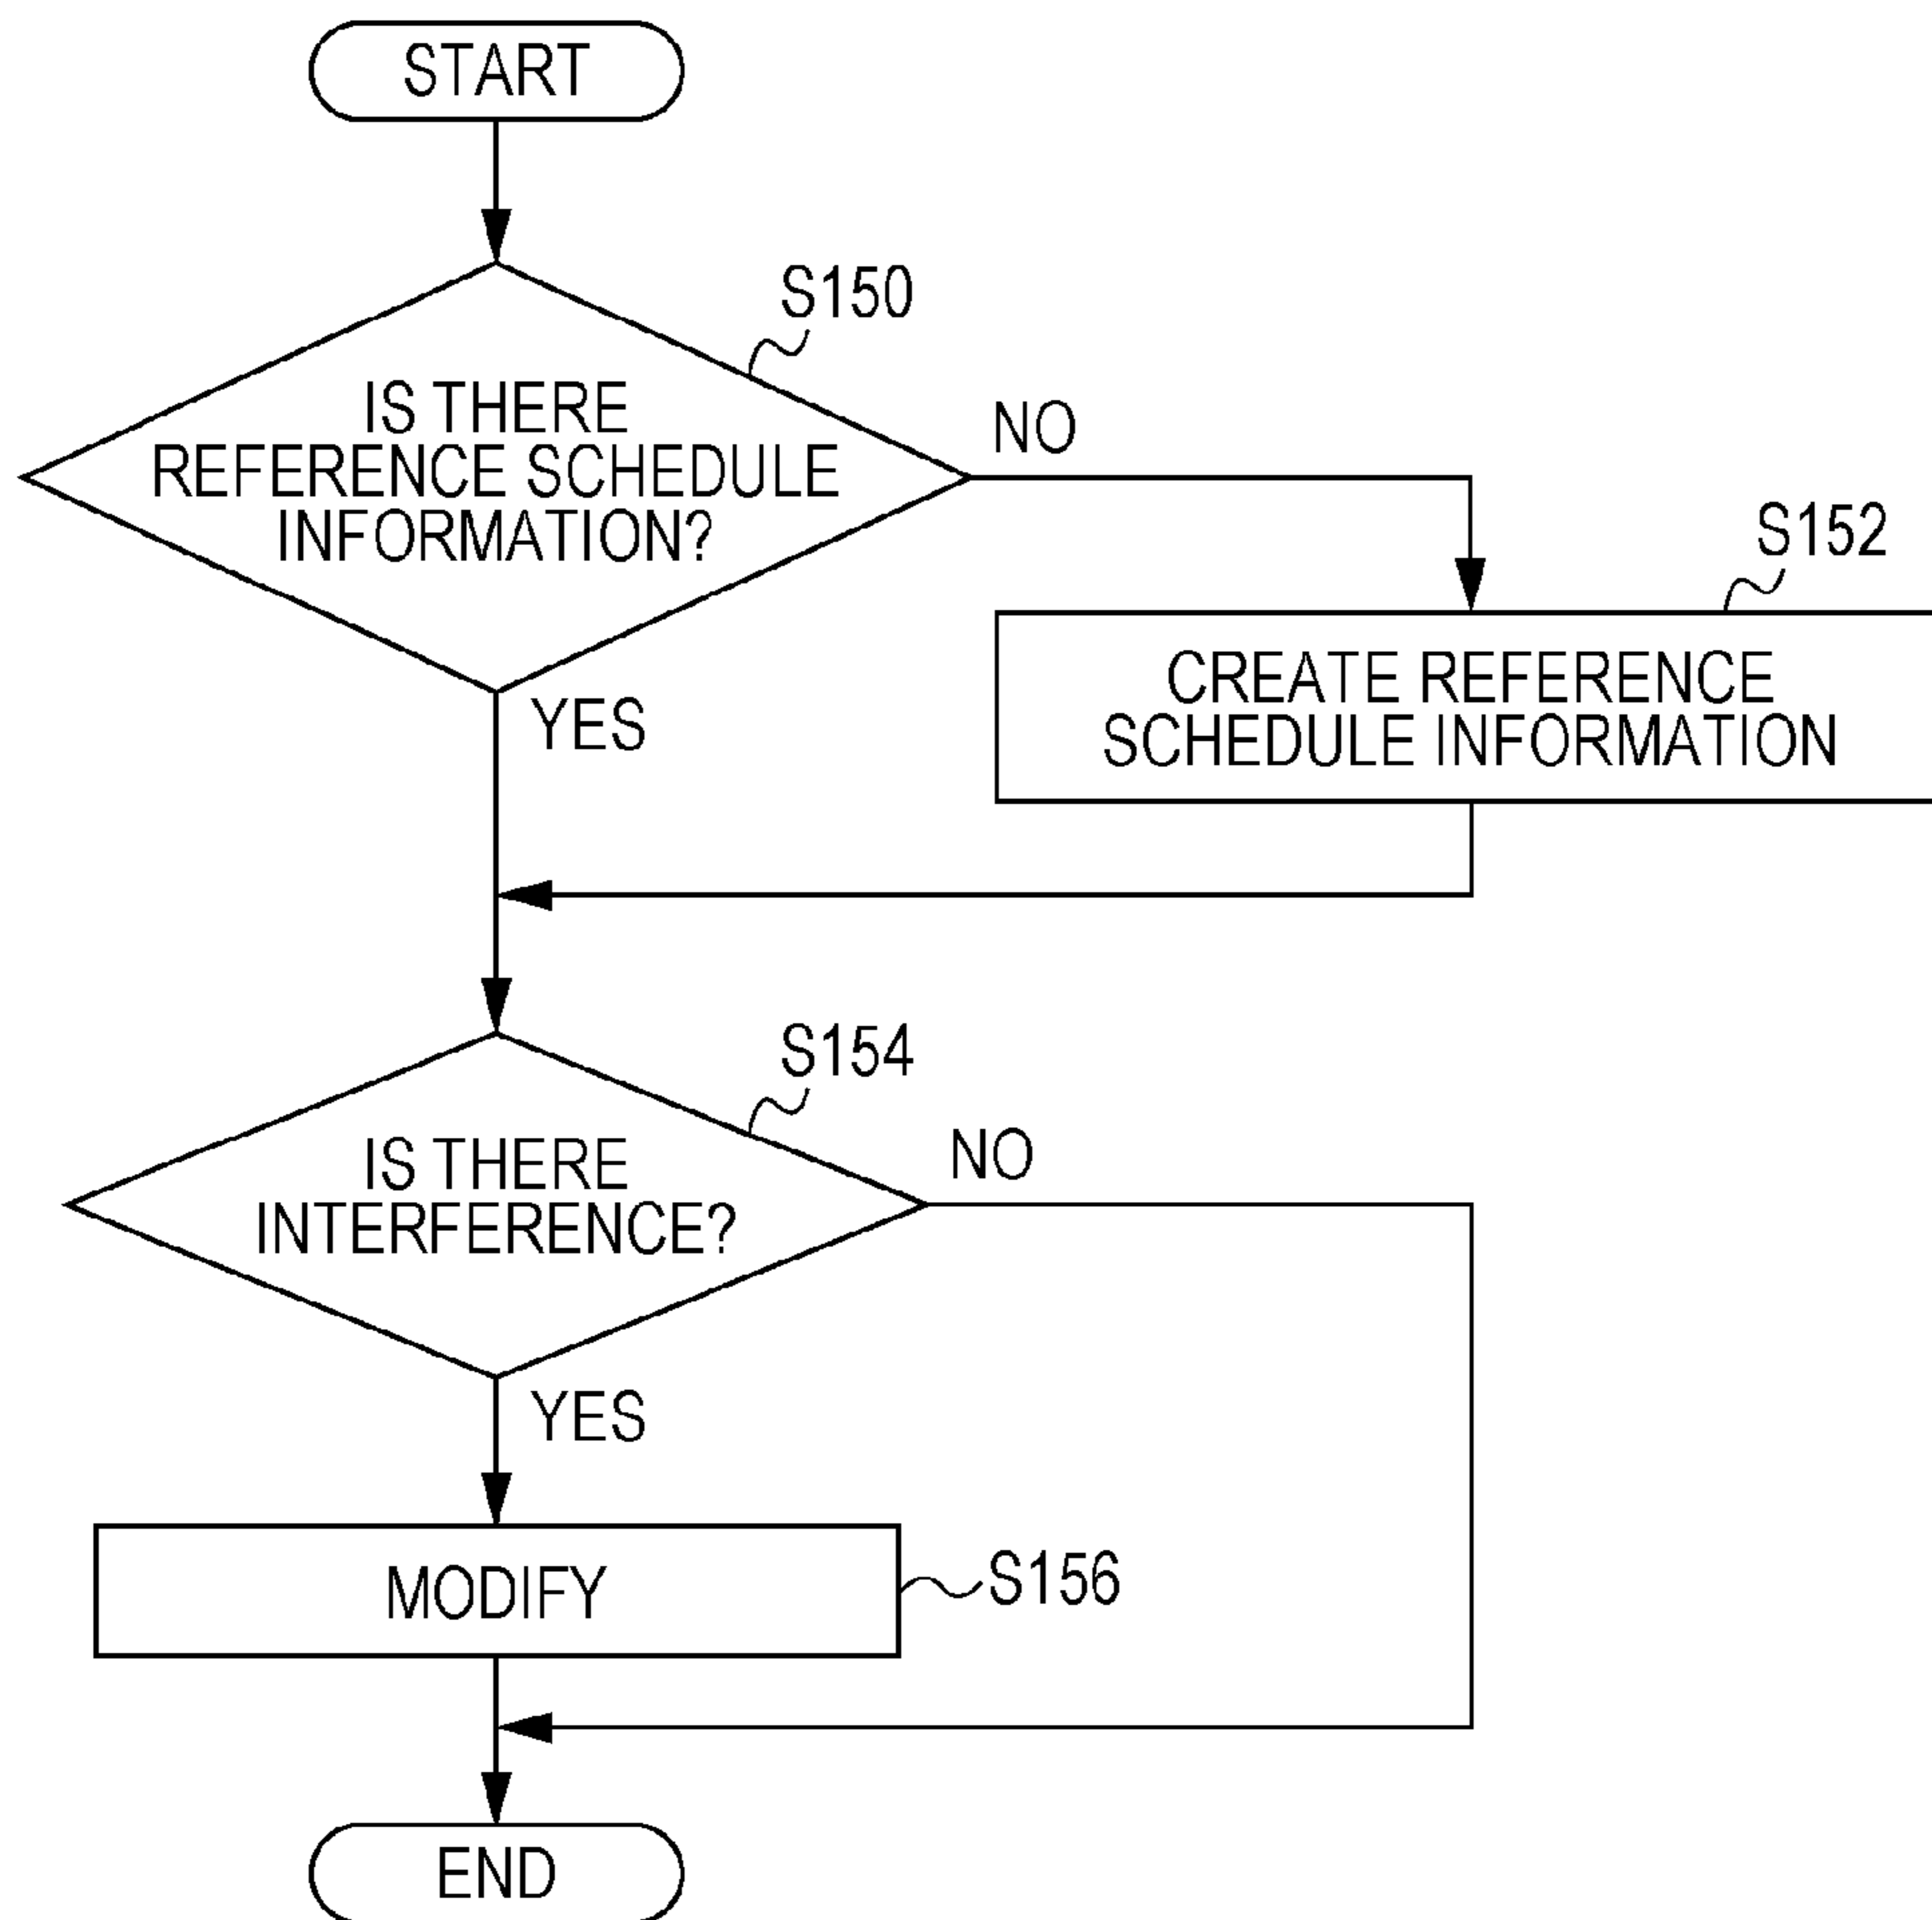 START
S150
IS THERE
REFERENCE SCHEDULE
INFORMATION?
NO
YES
S152
CREATE REFERENCE
SCHEDULE INFORMATION
S154
IS THERE
INTERFERENCE?
NO
YES
MODIFY
S156
END